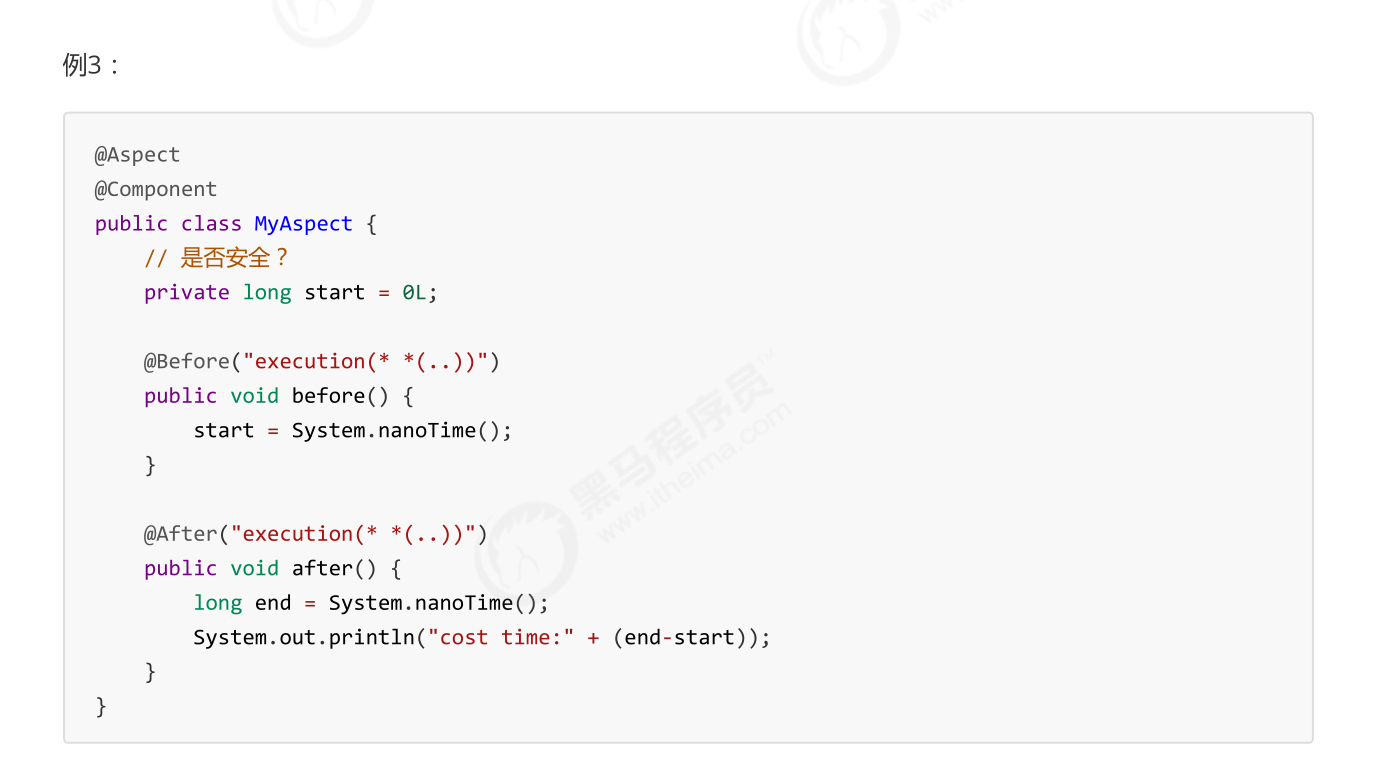 例3：
@Aspect
@Component
public class MyAspect {
    // 是否安全？
    private long start = 0L;

    @Before("execution(* *(..))")
    public void before() {
        start = System.nanoTime();
    }

    @After("execution(* *(..))")
    public void after() {
        long end = System.nanoTime();
        System.out.println("cost time:" + (end-start));
    }
}
黑马程序员™
www.itheima.com